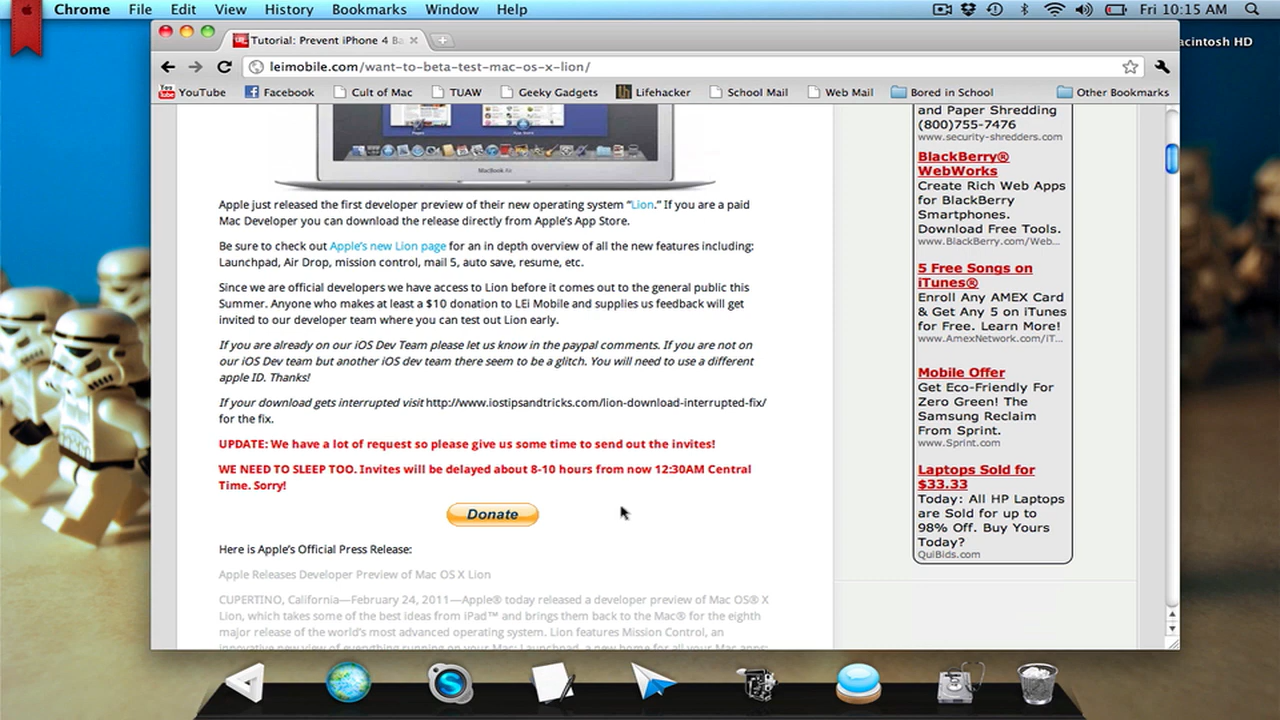 Chrome File Edit View History Bookmarks Window Help Fri 10:15 AM
acintosh HD
Tutorial: Prevent iPhone 4 Ba
leimobile.com/want-to-beta-test-mac-os-x-lion/
YouTube Facebook Cult of Mac TUAW Geeky Gadgets Lifehacker School Mail Web Mail Bored in School Other Bookmarks
MacBook Air
Apple just released the first developer preview of their new operating system “Lion.” If you are a paid
Mac Developer you can download the release directly from Apple’s App Store.
Be sure to check out Apple’s new Lion page for an in depth overview of all the new features including:
Launchpad, Air Drop, mission control, mail 5, auto save, resume, etc.
Since we are official developers we have access to Lion before it comes out to the general public this
Summer. Anyone who makes at least a $10 donation to LEi Mobile and supplies us feedback will get
invited to our developer team where you can test out Lion early.
If you are already on our iOS Dev Team please let us know in the paypal comments. If you are not on
our iOS Dev team but another iOS dev team there seem to be a glitch. You will need to use a different
apple ID. Thanks!
If your download gets interrupted visit http://www.iostipsandtricks.com/lion-download-interrupted-fix/
for the fix.
UPDATE: We have a lot of request so please give us some time to send out the invites!
WE NEED TO SLEEP TOO. Invites will be delayed about 8-10 hours from now 12:30AM Central
Time. Sorry!
Donate
Here is Apple’s Official Press Release:
Apple Releases Developer Preview of Mac OS X Lion
CUPERTINO, California—February 24, 2011—Apple® today released a developer preview of Mac OS® X
Lion, which takes some of the best ideas from iPad™ and brings them back to the Mac® for the eighth
major release of the world’s most advanced operating system. Lion features Mission Control, an
innovative new view of everything running on your Mac; Launchpad, a new home for all your Mac apps;
and Paper Shredding
(800)755-7476
www.security-shredders.com
BlackBerry®
WebWorks
Create Rich Web Apps
for BlackBerry
Smartphones.
Download Free Tools.
www.BlackBerry.com/Web...
5 Free Songs on
iTunes®
Enroll Any AMEX Card
& Get Any 5 on iTunes
for Free. Learn More!
www.AmexNetwork.com/iT...
Mobile Offer
Get Eco-Friendly For
Zero Green! The
Samsung Reclaim
From Sprint.
www.Sprint.com
Laptops Sold for
$33.33
Today: All HP Laptops
are Sold for up to
98% Off. Buy Yours
Today?
QuiBids.com